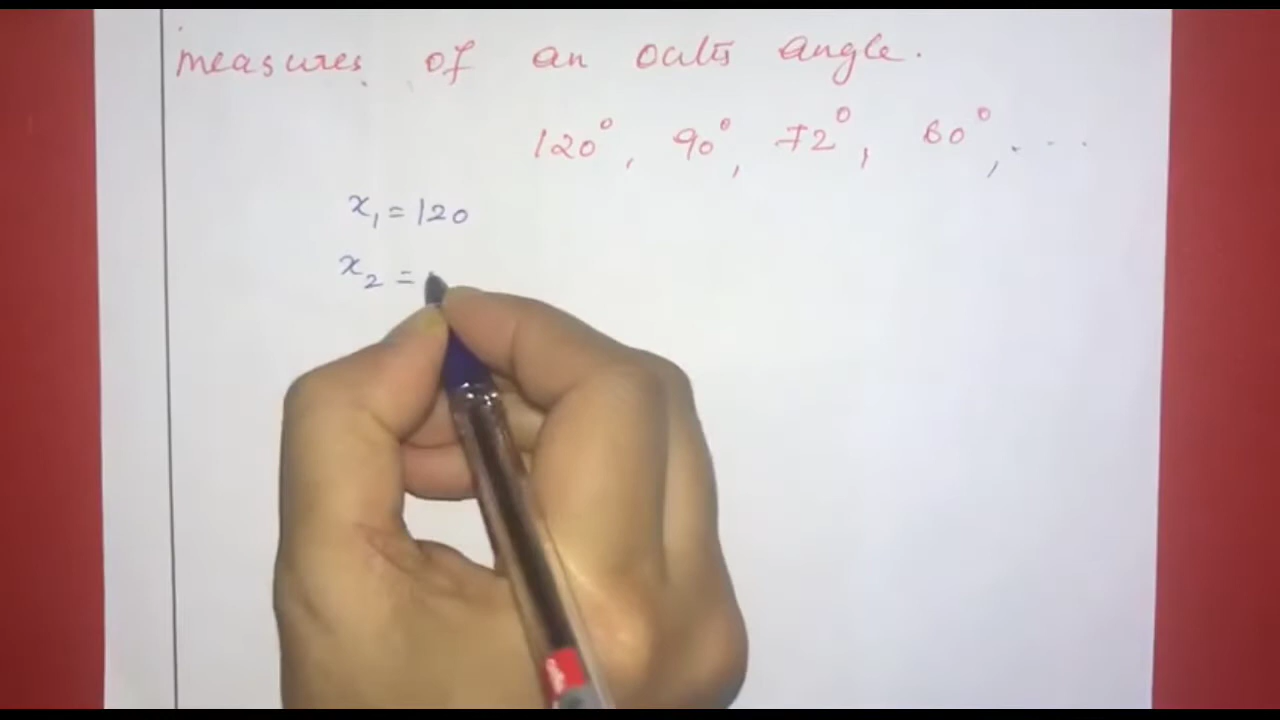 measures of an outer angle.
120°, 90°, 72°, 60°, ...
x₁ = 120
x₂ =